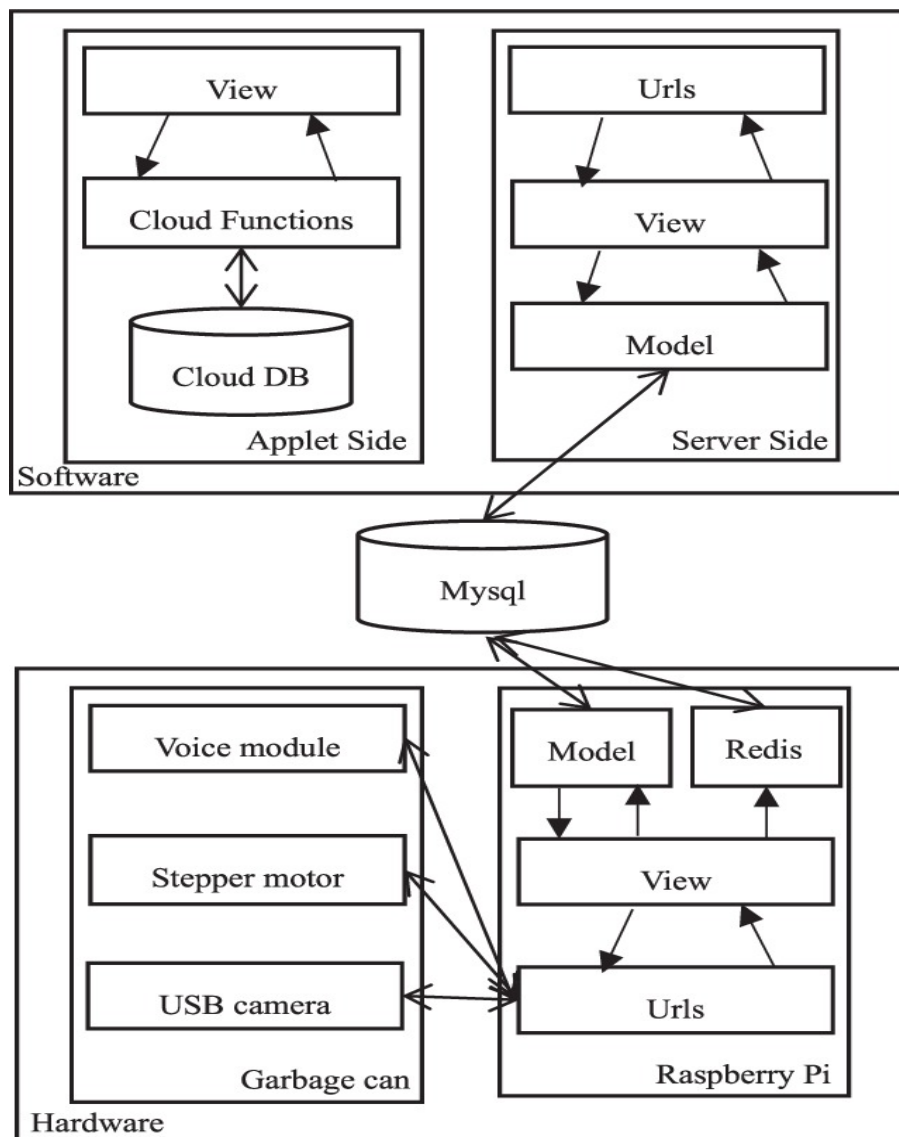 View
Cloud Functions
Cloud DB
Applet Side
Urls
View
Model
Server Side
Software
Mysql
Voice module
Stepper motor
USB camera
Garbage can
Model
Redis
View
Urls
Raspberry Pi
Hardware